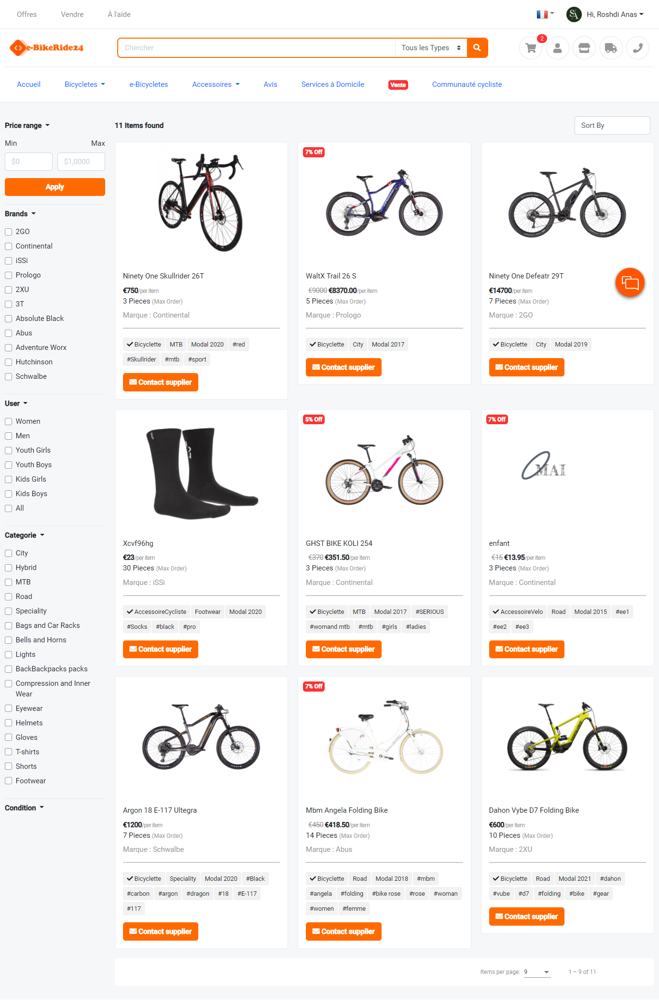 Offres Vendre À l'aide Hi, Roshdi Anas
e-BikeRide24 Chercher Tous les Types 2
Accueil Bicycletes e-Bicycletes Accessoires Avis Services à Domicile Vente Communauté cycliste
Price range
Min Max
$0 $1,0000
Apply
Brands
2GO
Continental
iSSi
Prologo
2XU
3T
Absolute Black
Abus
Adventure Worx
Hutchinson
Schwalbe
User
Women
Men
Youth Girls
Youth Boys
Kids Girls
Kids Boys
All
Categorie
City
Hybrid
MTB
Road
Speciality
Bags and Car Racks
Bells and Horns
Lights
BackBackpacks packs
Compression and Inner
Wear
Eyewear
Helmets
Gloves
T-shirts
Shorts
Footwear
Condition
11 Items found Sort By
Ninety One Skullrider 26T
€750/per item
3 Pieces (Max Order)
Marque : Continental
Bicyclette MTB Modal 2020 #red
#Skullrider #mtb #sport
Contact supplier
7% Off
WaltX Trail 26 S
€9000 €8370.00/per item
5 Pieces (Max Order)
Marque : Prologo
Bicyclette City Modal 2017
Contact supplier
Ninety One Defeatr 29T
€14700/per item
7 Pieces (Max Order)
Marque : 2GO
Bicyclette City Modal 2019
Contact supplier
Xcvf96hg
€23/per item
30 Pieces (Max Order)
Marque : iSSi
AccessoireCycliste Footwear Modal 2020
#Socks #black #pro
Contact supplier
5% Off
GHST BIKE KOLI 254
€370 €351.50/per item
3 Pieces (Max Order)
Marque : Continental
Bicyclette MTB Modal 2017 #SERIOUS
#womand mtb #mtb #girls #ladies
Contact supplier
7% Off
OMAI
enfant
€15 €13.95/per item
3 Pieces (Max Order)
Marque : Continental
AccessoireVelo Road Modal 2015 #ee1
#ee2 #ee3
Contact supplier
Argon 18 E-117 Ultegra
€1200/per item
7 Pieces (Max Order)
Marque : Schwalbe
Bicyclette Speciality Modal 2020 #Black
#carbon #argon #dragon #18 #E-117
#117
Contact supplier
7% Off
Mbm Angela Folding Bike
€450 €418.50/per item
14 Pieces (Max Order)
Marque : Abus
Bicyclette Road Modal 2018 #mbm
#angela #folding #bike rose #rose #woman
#women #femme
Contact supplier
Dahon Vybe D7 Folding Bike
€600/per item
10 Pieces (Max Order)
Marque : 2XU
Bicyclette Road Modal 2021 #dahon
#vube #d7 #folding #bike #gear
Contact supplier
Items per page: 9 1 – 9 of 11